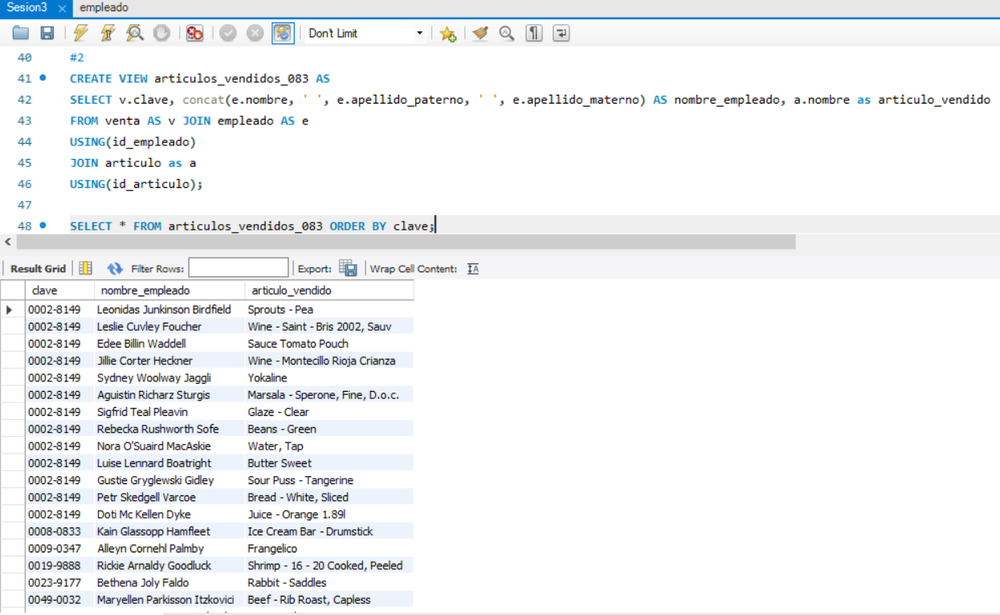 Sesion3 × empleado
Don't Limit
40 #2
41 CREATE VIEW articulos_vendidos_083 AS
42 SELECT v.clave, concat(e.nombre, ' ', e.apellido_paterno, ' ', e.apellido_materno) AS nombre_empleado, a.nombre as articulo_vendido
43 FROM venta AS v JOIN empleado AS e
44 USING(id_empleado)
45 JOIN articulo as a
46 USING(id_articulo);
47
48 SELECT * FROM articulos_vendidos_083 ORDER BY clave;
Result Grid Filter Rows: Export: Wrap Cell Content: IA
clave nombre_empleado articulo_vendido
0002-8149 Leonidas Junkinson Birdfield Sprouts - Pea
0002-8149 Leslie Cuvley Foucher Wine - Saint - Bris 2002, Sauv
0002-8149 Edee Billin Waddell Sauce Tomato Pouch
0002-8149 Jillie Corter Heckner Wine - Montecillo Rioja Crianza
0002-8149 Sydney Woolway Jaggli Yokaline
0002-8149 Aguistin Richarz Sturgis Marsala - Sperone, Fine, D.o.c.
0002-8149 Sigfrid Teal Pleavin Glaze - Clear
0002-8149 Rebecka Rushworth Sofe Beans - Green
0002-8149 Nora O'Suaird MacAskie Water, Tap
0002-8149 Luise Lennard Boatright Butter Sweet
0002-8149 Gustie Gryglewski Gidley Sour Puss - Tangerine
0002-8149 Petr Skedgell Varcoe Bread - White, Sliced
0002-8149 Doti Mc Kellen Dyke Juice - Orange 1.89l
0008-0833 Kain Glassopp Hamfleet Ice Cream Bar - Drumstick
0009-0347 Alleyn Cornehl Palmby Frangelico
0019-9888 Rickie Arnaldy Goodluck Shrimp - 16 - 20 Cooked, Peeled
0023-9177 Bethena Joly Faldo Rabbit - Saddles
0049-0032 Maryellen Parkisson Itzkovici Beef - Rib Roast, Capless